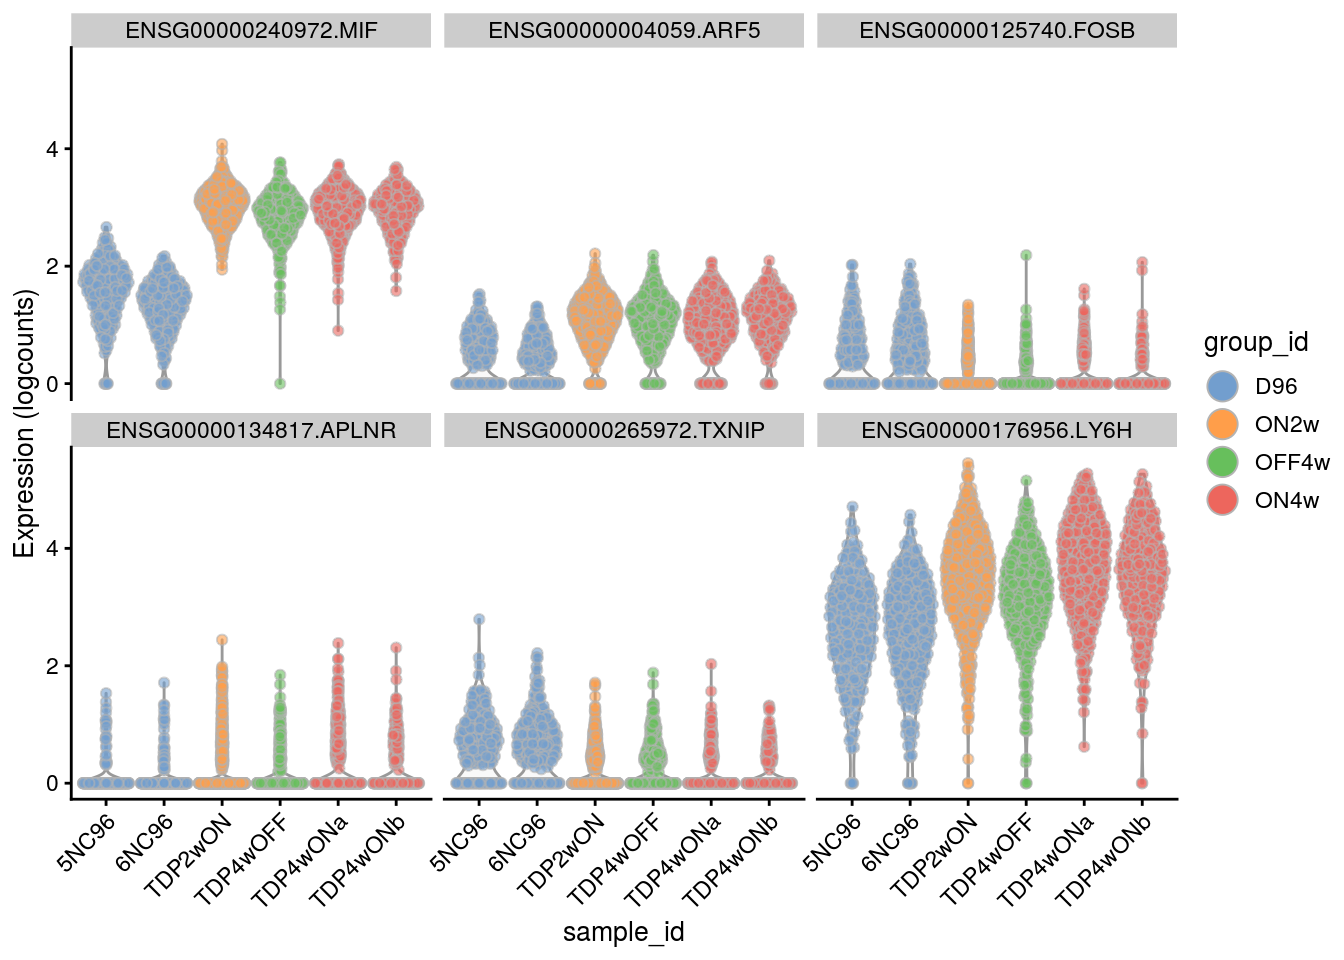 ENSG00000240972.MIF
ENSG00000004059.ARF5
ENSG00000125740.FOSB
4
2
0
ENSG00000134817.APLNR
ENSG00000265972.TXNIP
ENSG00000176956.LY6H
4
2
0
Expression (logcounts)
5NC96
6NC96
TDP2wON
TDP4wOFF
TDP4wONa
TDP4wONb
5NC96
6NC96
TDP2wON
TDP4wOFF
TDP4wONa
TDP4wONb
5NC96
6NC96
TDP2wON
TDP4wOFF
TDP4wONa
TDP4wONb
sample_id
group_id
D96
ON2w
OFF4w
ON4w